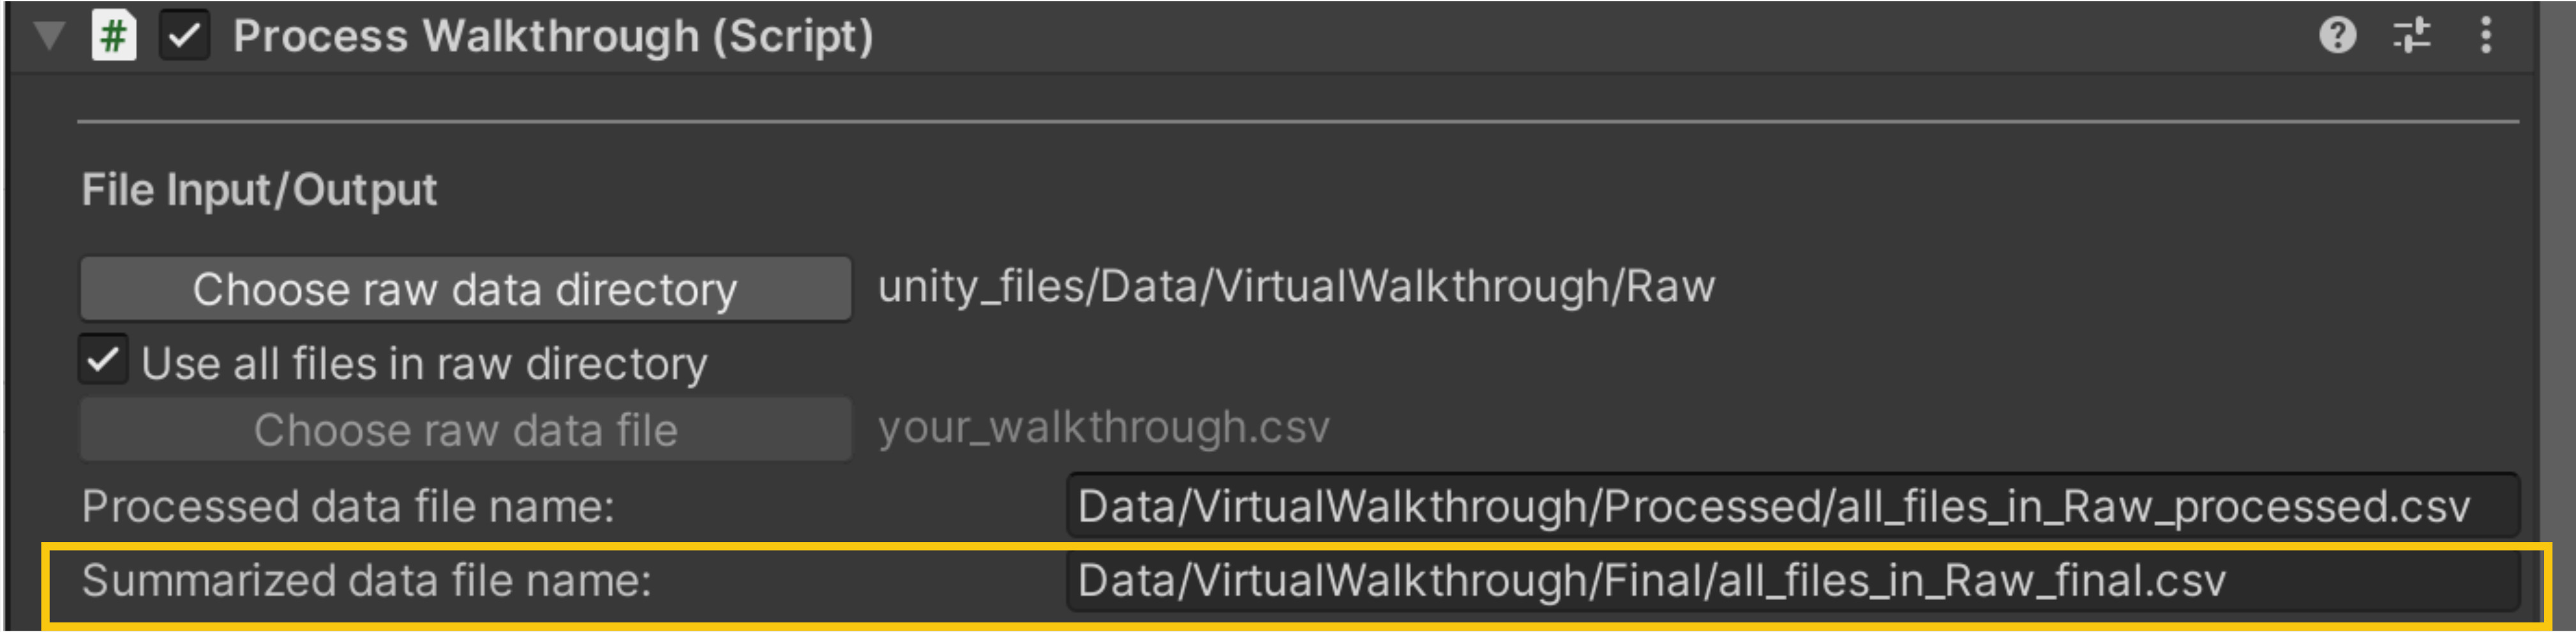 # Process Walkthrough (Script) ?
File Input/Output
Choose raw data directory unity_files/Data/VirtualWalkthrough/Raw
Use all files in raw directory
Choose raw data file your_walkthrough.csv
Processed data file name: Data/VirtualWalkthrough/Processed/all_files_in_Raw_processed.csv
Summarized data file name: Data/VirtualWalkthrough/Final/all_files_in_Raw_final.csv